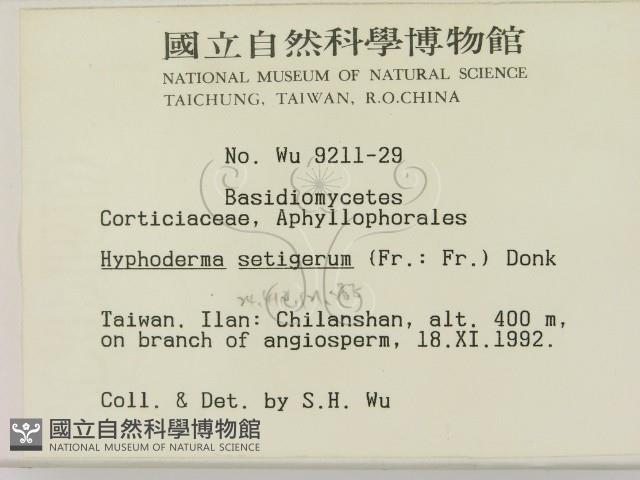 國立自然科學博物館
NATIONAL MUSEUM OF NATURAL SCIENCE
TAICHUNG, TAIWAN, R.O.CHINA
No. Wu 9211-29
Basidiomycetes
Corticiaceae, Aphyllophorales
Hyphoderma setigerum (Fr.: Fr.) Donk
Taiwan. Ilan: Chilanshan, alt. 400 m,
on branch of angiosperm, 18.XI.1992.
Coll. & Det. by S.H. Wu
國立自然科學博物館
NATIONAL MUSEUM OF NATURAL SCIENCE